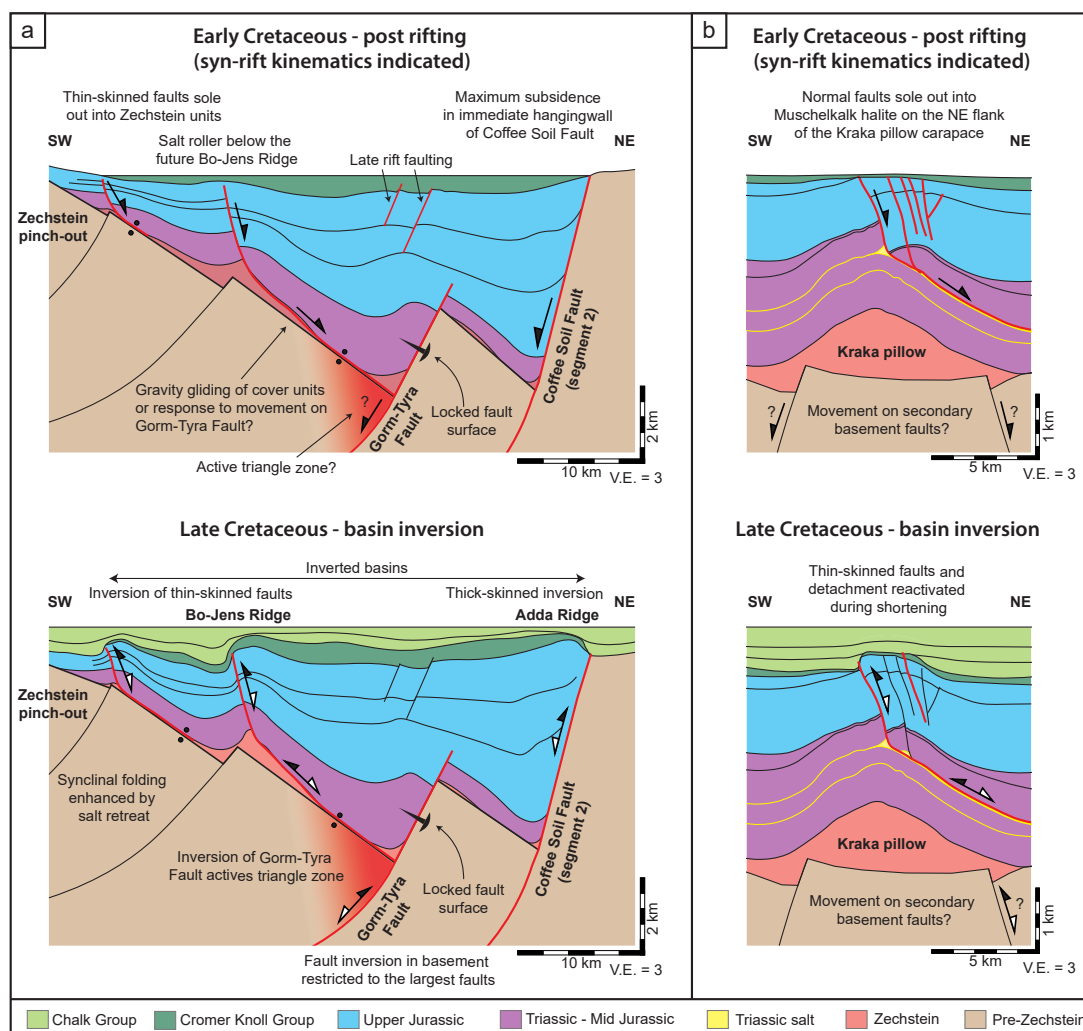 a
Early Cretaceous - post rifting
(syn-rift kinematics indicated)
Thin-skinned faults sole
out into Zechstein units
Maximum subsidence
in immediate hangingwall
of Coffee Soil Fault
SW
NE
Salt roller below the
future Bo-Jens Ridge
Late rift faulting
Zechstein
pinch-out
Gravity gliding of cover units
or response to movement on
Gorm-Tyra Fault?
?
Gorm-Tyra
Fault
Locked fault
surface
Coffee Soil Fault
(segment 2)
Active triangle zone?
2 km
10 km
V.E. = 3
Late Cretaceous - basin inversion
Inverted basins
SW
NE
Inversion of thin-skinned faults
Thick-skinned inversion
Bo-Jens Ridge
Adda Ridge
Zechstein
pinch-out
Synclinal folding
enhanced by
salt retreat
Inversion of Gorm-Tyra
Fault actives triangle zone
Gorm-Tyra
Fault
Locked fault
surface
Coffee Soil Fault
(segment 2)
Fault inversion in basement
restricted to the largest faults
2 km
10 km
V.E. = 3
b
Early Cretaceous - post rifting
(syn-rift kinematics indicated)
Normal faults sole out into
Muschelkalk halite on the NE flank
of the Kraka pillow carapace
SW
NE
Kraka pillow
?
Movement on secondary
basement faults?
?
1 km
5 km
V.E. = 3
Late Cretaceous - basin inversion
Thin-skinned faults and
detachment reactivated
during shortening
SW
NE
Kraka pillow
Movement on secondary
basement faults?
?
1 km
5 km
V.E. = 3
Chalk Group
Cromer Knoll Group
Upper Jurassic
Triassic - Mid Jurassic
Triassic salt
Zechstein
Pre-Zechstein